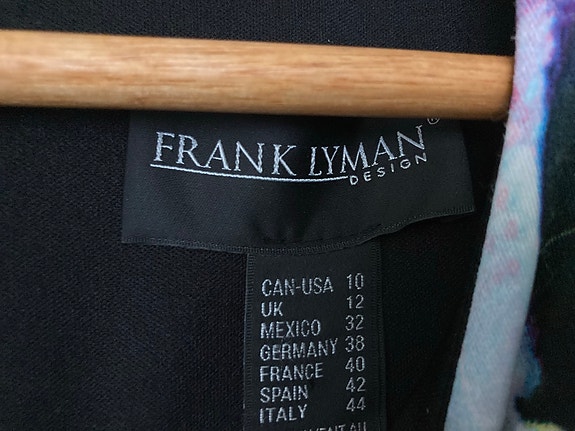 FRANK LYMAN®
DESIGN
CAN-USA 10
UK 12
MEXICO 32
GERMANY 38
FRANCE 40
SPAIN 42
ITALY 44